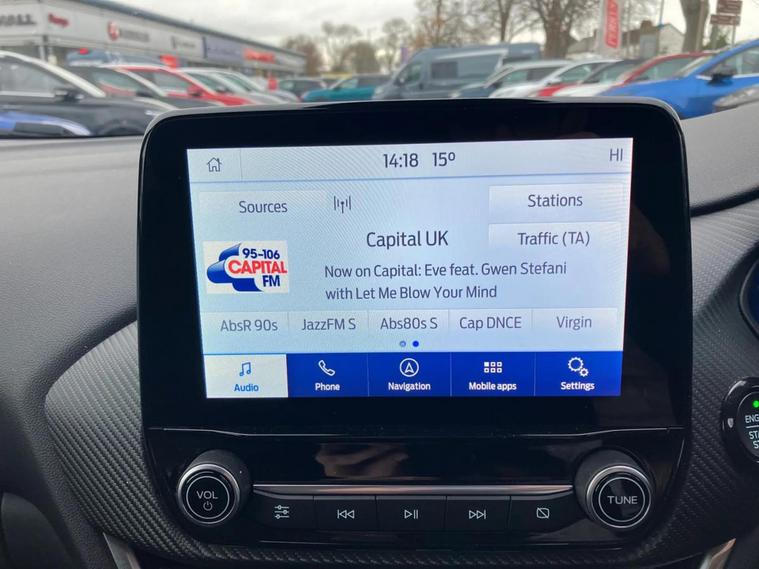 14:18 15º
HI
Sources
Stations
Capital UK
Traffic (TA)
95-106
CAPITAL
FM
Now on Capital: Eve feat. Gwen Stefani
with Let Me Blow Your Mind
AbsR 90s
JazzFM S
Abs80s S
Cap DNCE
Virgin
Audio
Phone
Navigation
Mobile apps
Settings
VOL
TUNE